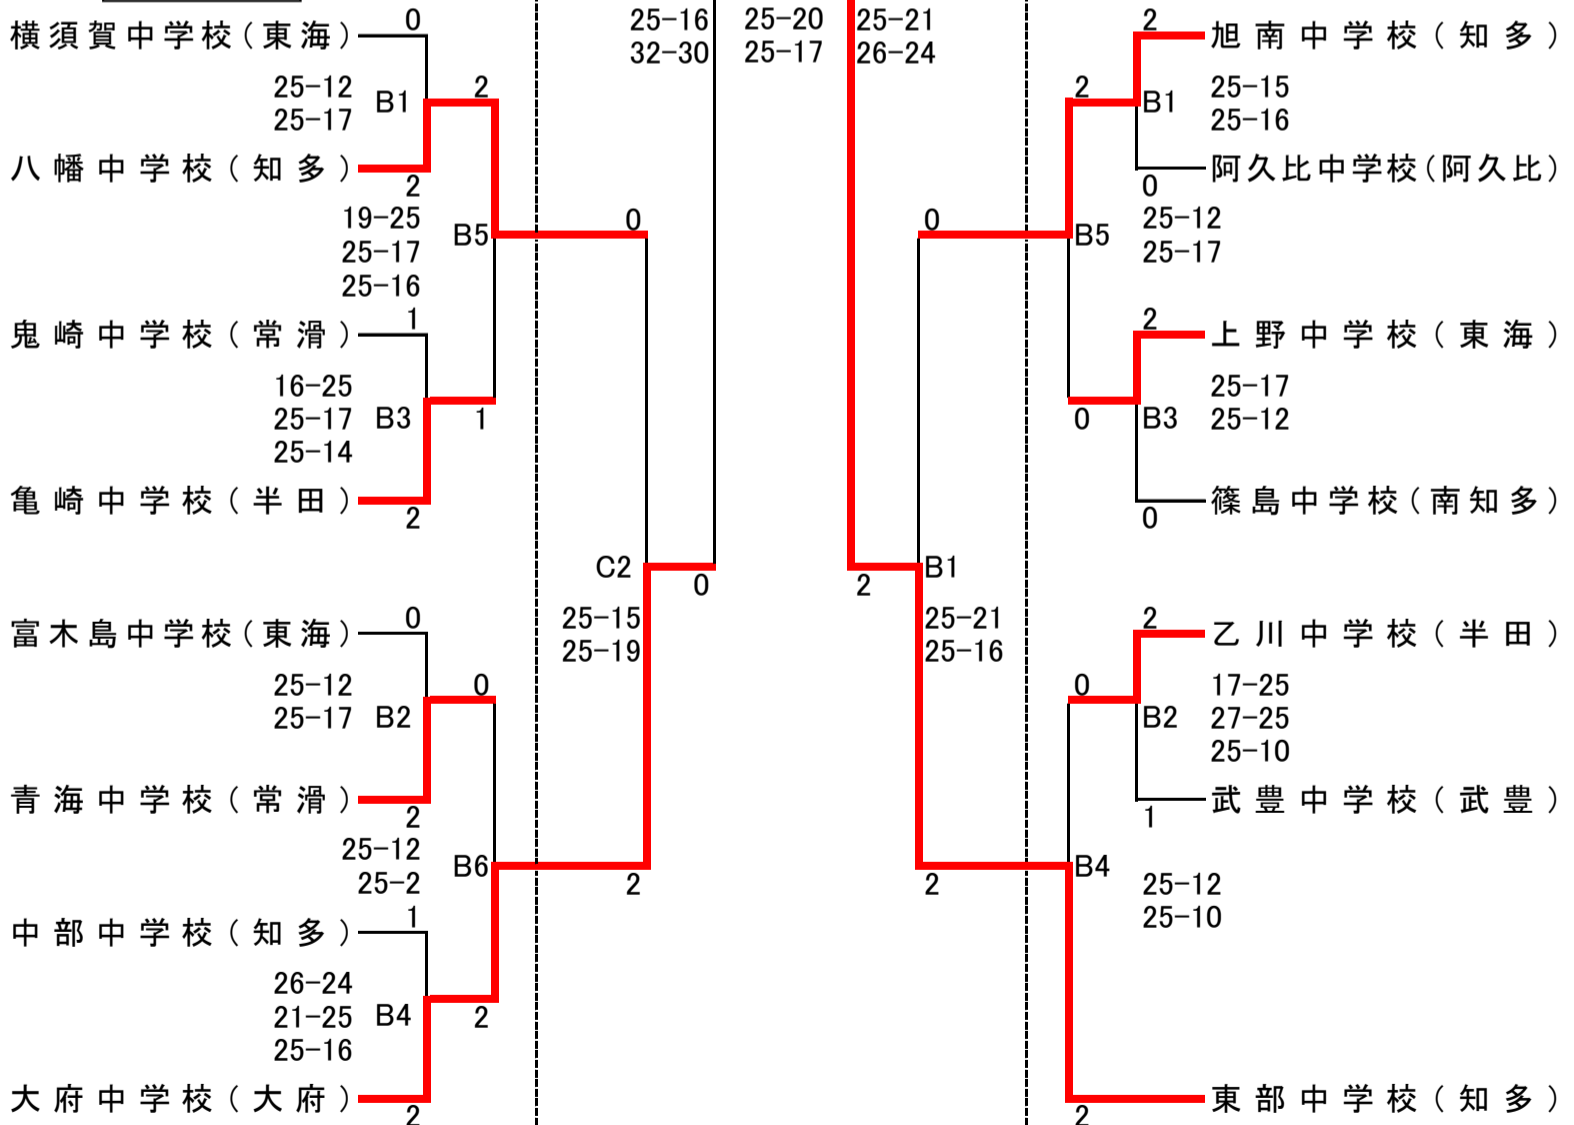 横須賀中学校(東海)
0
25-12
25-17
B1
2
八幡中学校(知多)
2
19-25
25-17
25-16
B5
0
鬼崎中学校(常滑)
1
16-25
25-17
25-14
B3
1
亀崎中学校(半田)
2
C2
0
25-15
25-19
富木島中学校(東海)
0
25-12
25-17
B2
0
青海中学校(常滑)
2
25-12
25-2
B6
2
中部中学校(知多)
1
26-24
21-25
25-16
B4
2
大府中学校(大府)
2
25-16
32-30
25-20
25-17
25-21
26-24
2
旭南中学校(知多)
2
B1
25-15
25-16
0
阿久比中学校(阿久比)
0
B5
25-12
25-17
2
上野中学校(東海)
0
B3
25-17
25-12
0
篠島中学校(南知多)
2
B1
25-21
25-16
2
乙川中学校(半田)
0
B2
17-25
27-25
25-10
1
武豊中学校(武豊)
2
B4
25-12
25-10
2
東部中学校(知多)